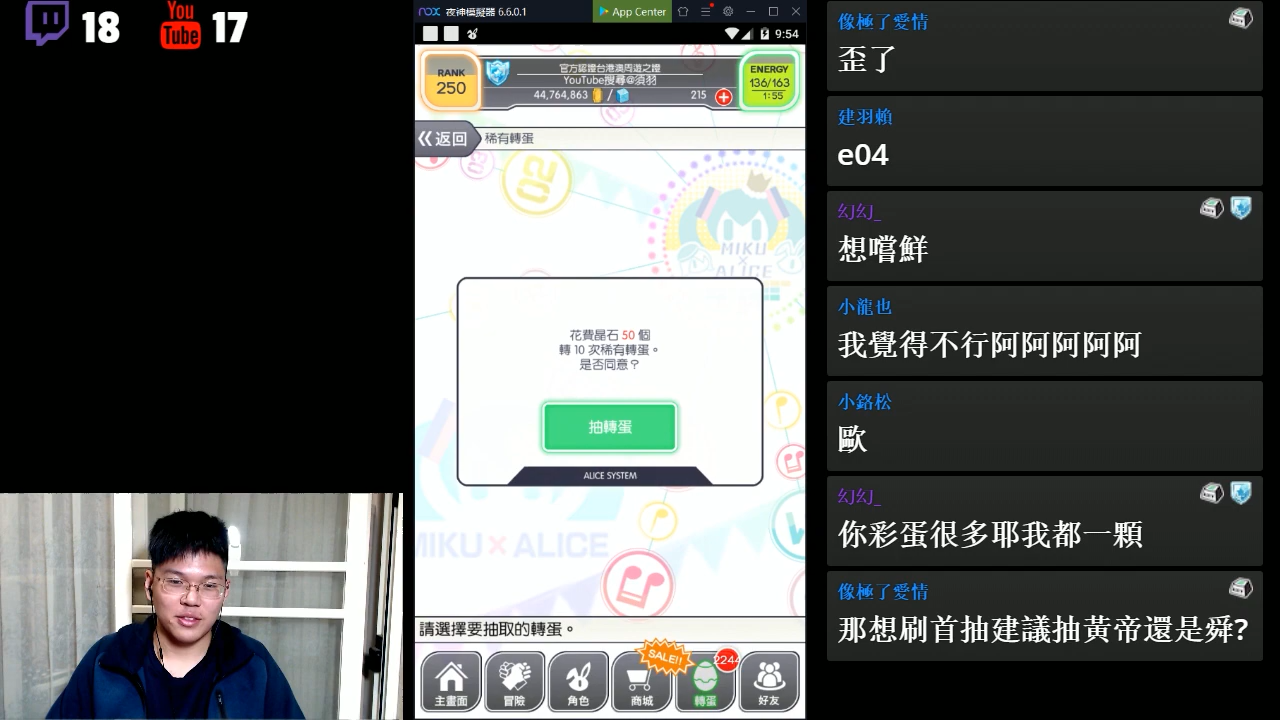 18
You
Tube
17
nox 夜神模擬器 6.6.0.1
App Center
9:54
RANK
250
官方認證台港澳周遊之證
YouTube搜尋@須羽
44,764,863 /
215
ENERGY
136/163
1:55
返回
稀有轉蛋
02
MIKU
×
ALICE
花費晶石 50 個
轉 10 次稀有轉蛋。
是否同意？
抽轉蛋
ALICE SYSTEM
MIKU×ALICE
請選擇要抽取的轉蛋。
SALE!!
2244
主畫面
冒險
角色
商城
轉蛋
好友
像極了愛情
歪了
建羽賴
e04
幻幻_
想嚐鮮
小龍也
我覺得不行阿阿阿阿阿
小鉻松
歐
幻幻_
你彩蛋很多耶我都一顆
像極了愛情
那想刷首抽建議抽黃帝還是舜?